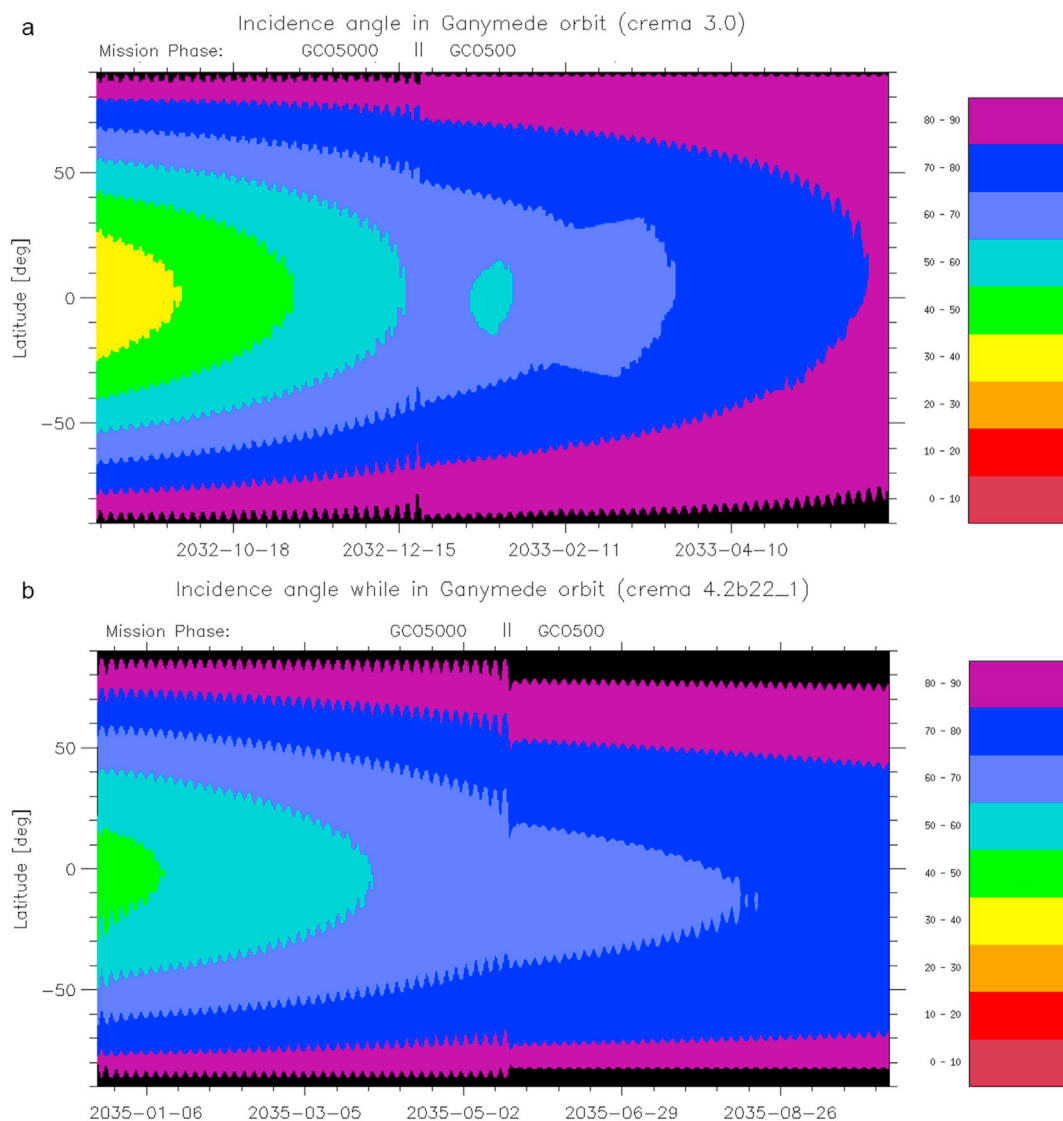 a
Incidence angle in Ganymede orbit (crema 3.0)
Mission Phase: GCO5000 || GCO500
50
0
-50
Latitude [deg]
2032-10-18 2032-12-15 2033-02-11 2033-04-10
80 - 90
70 - 80
60 - 70
50 - 60
40 - 50
30 - 40
20 - 30
10 - 20
0 - 10
b
Incidence angle while in Ganymede orbit (crema 4.2b22_1)
Mission Phase: GCO5000 || GCO500
50
0
-50
Latitude [deg]
2035-01-06 2035-03-05 2035-05-02 2035-06-29 2035-08-26
80 - 90
70 - 80
60 - 70
50 - 60
40 - 50
30 - 40
20 - 30
10 - 20
0 - 10